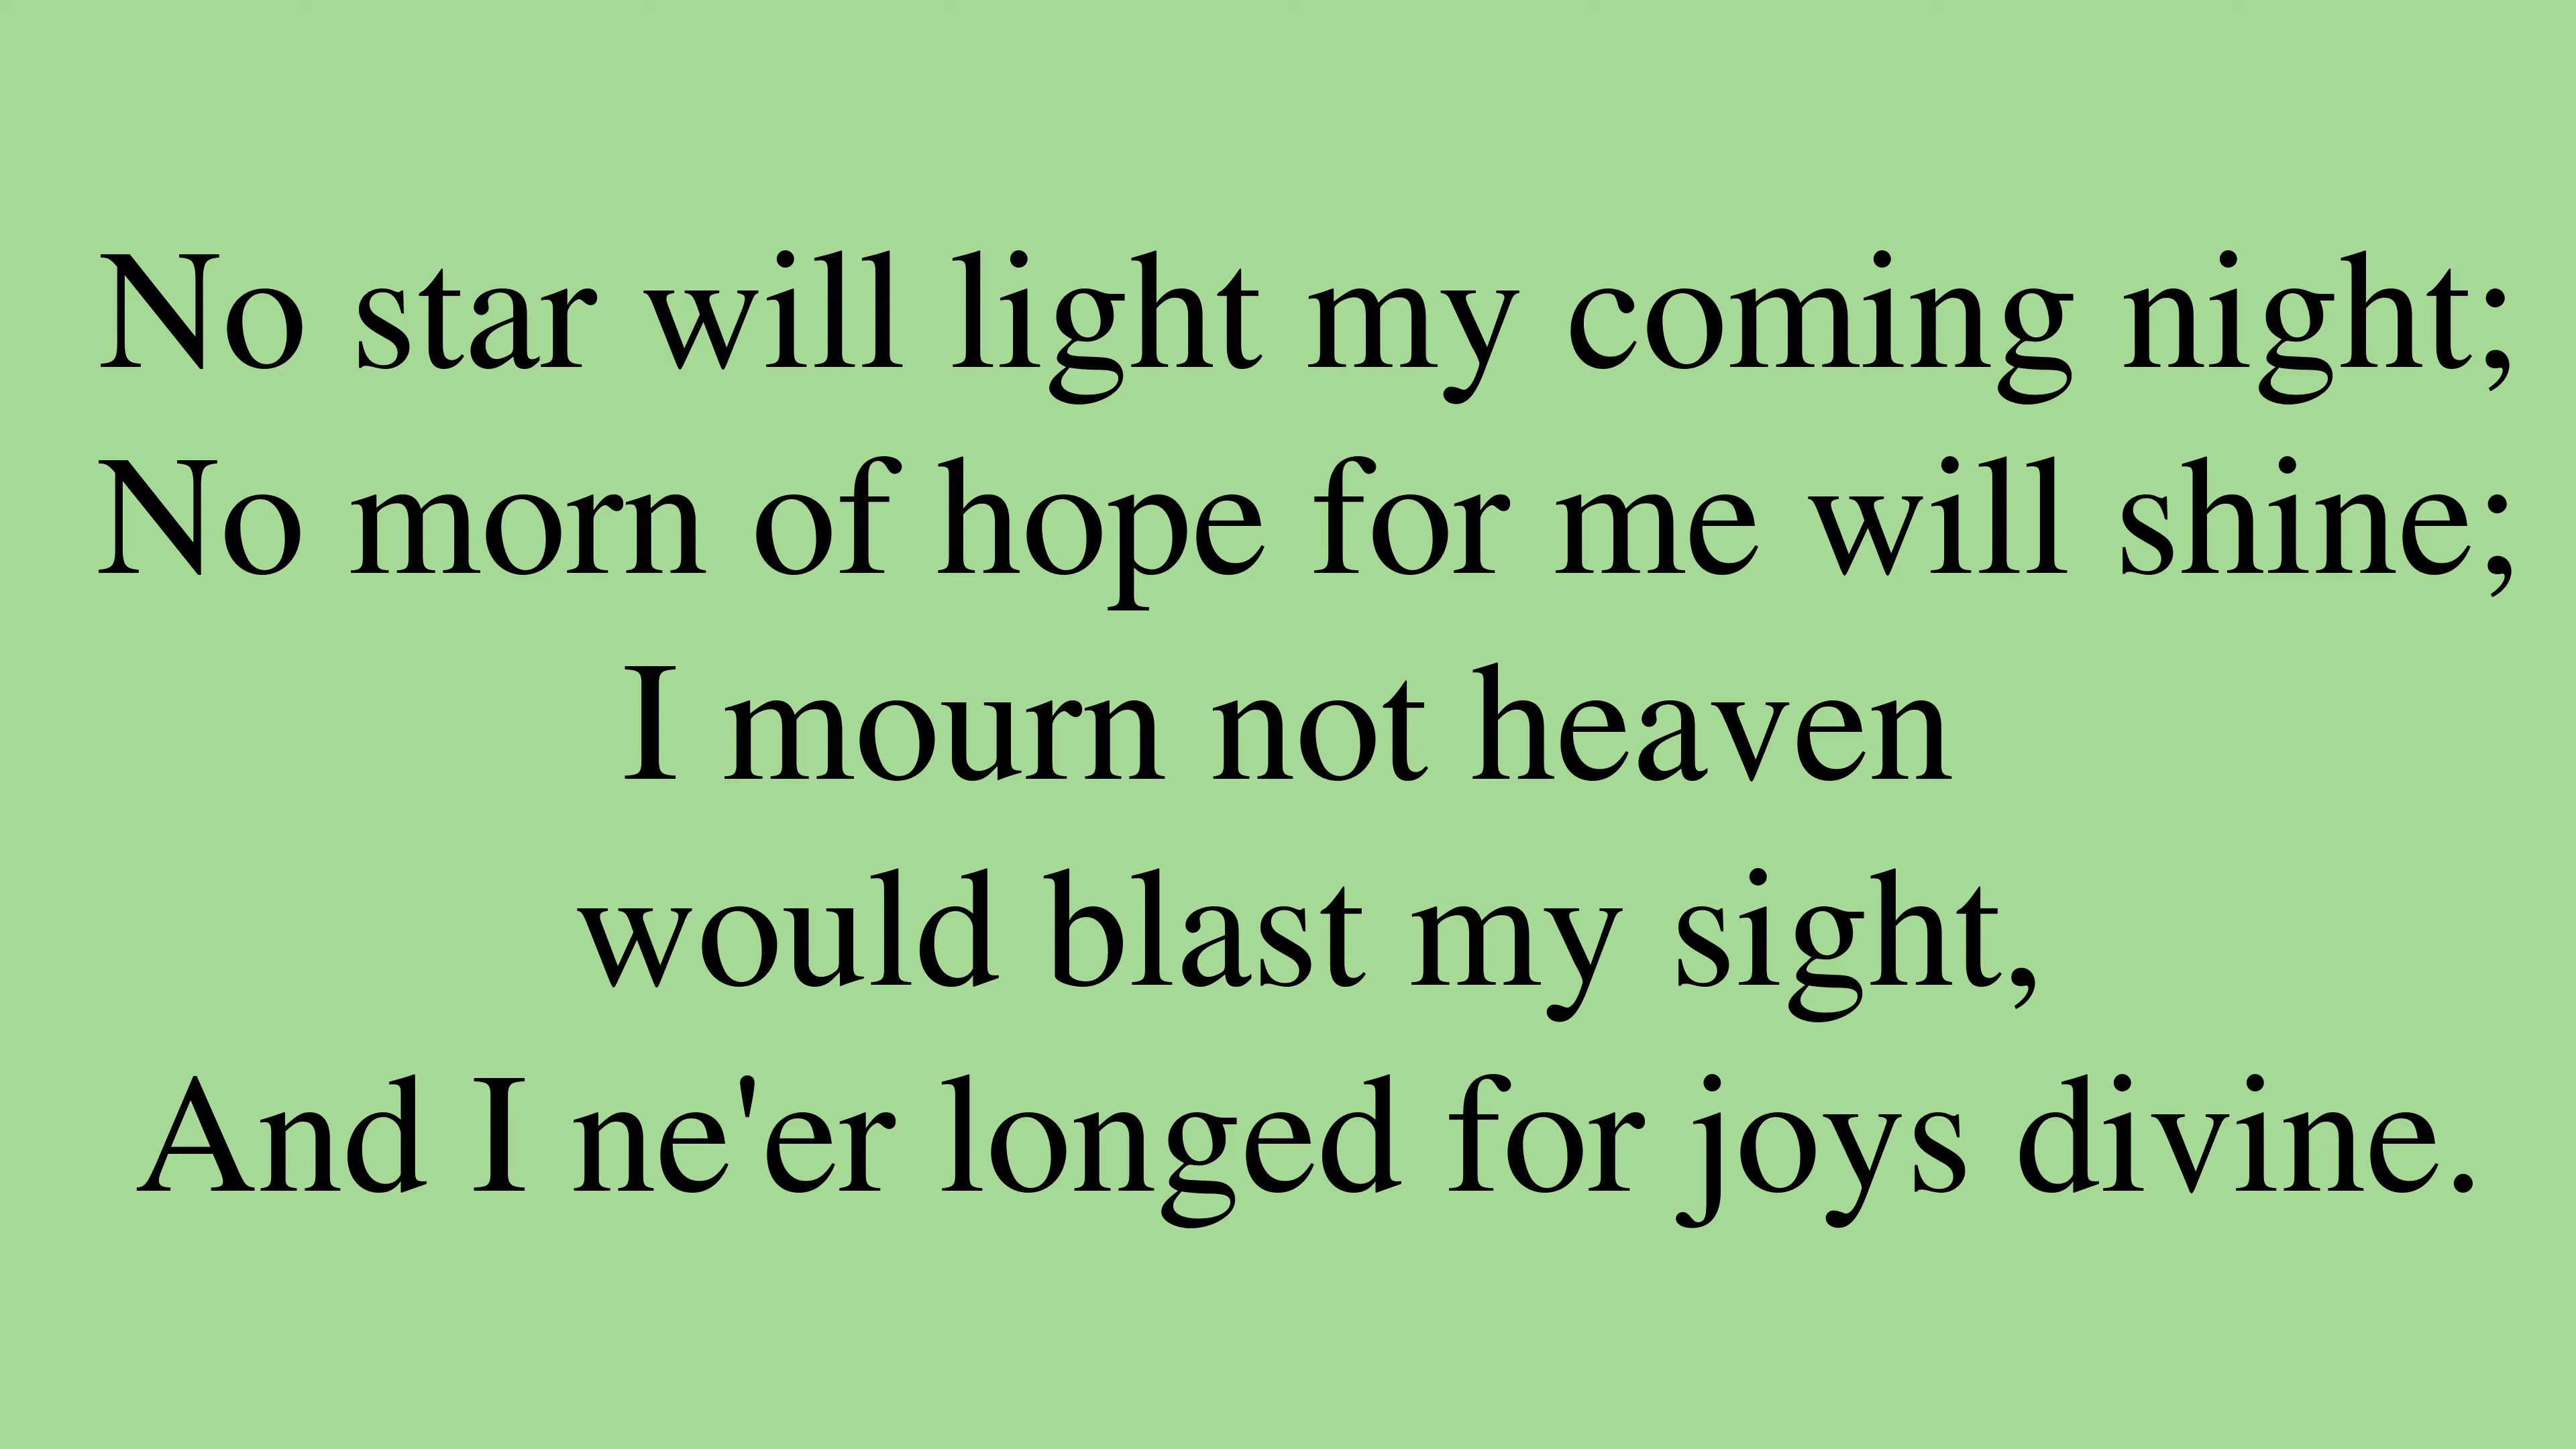 No star will light my coming night;
No morn of hope for me will shine;
I mourn not heaven
would blast my sight,
And I ne'er longed for joys divine.